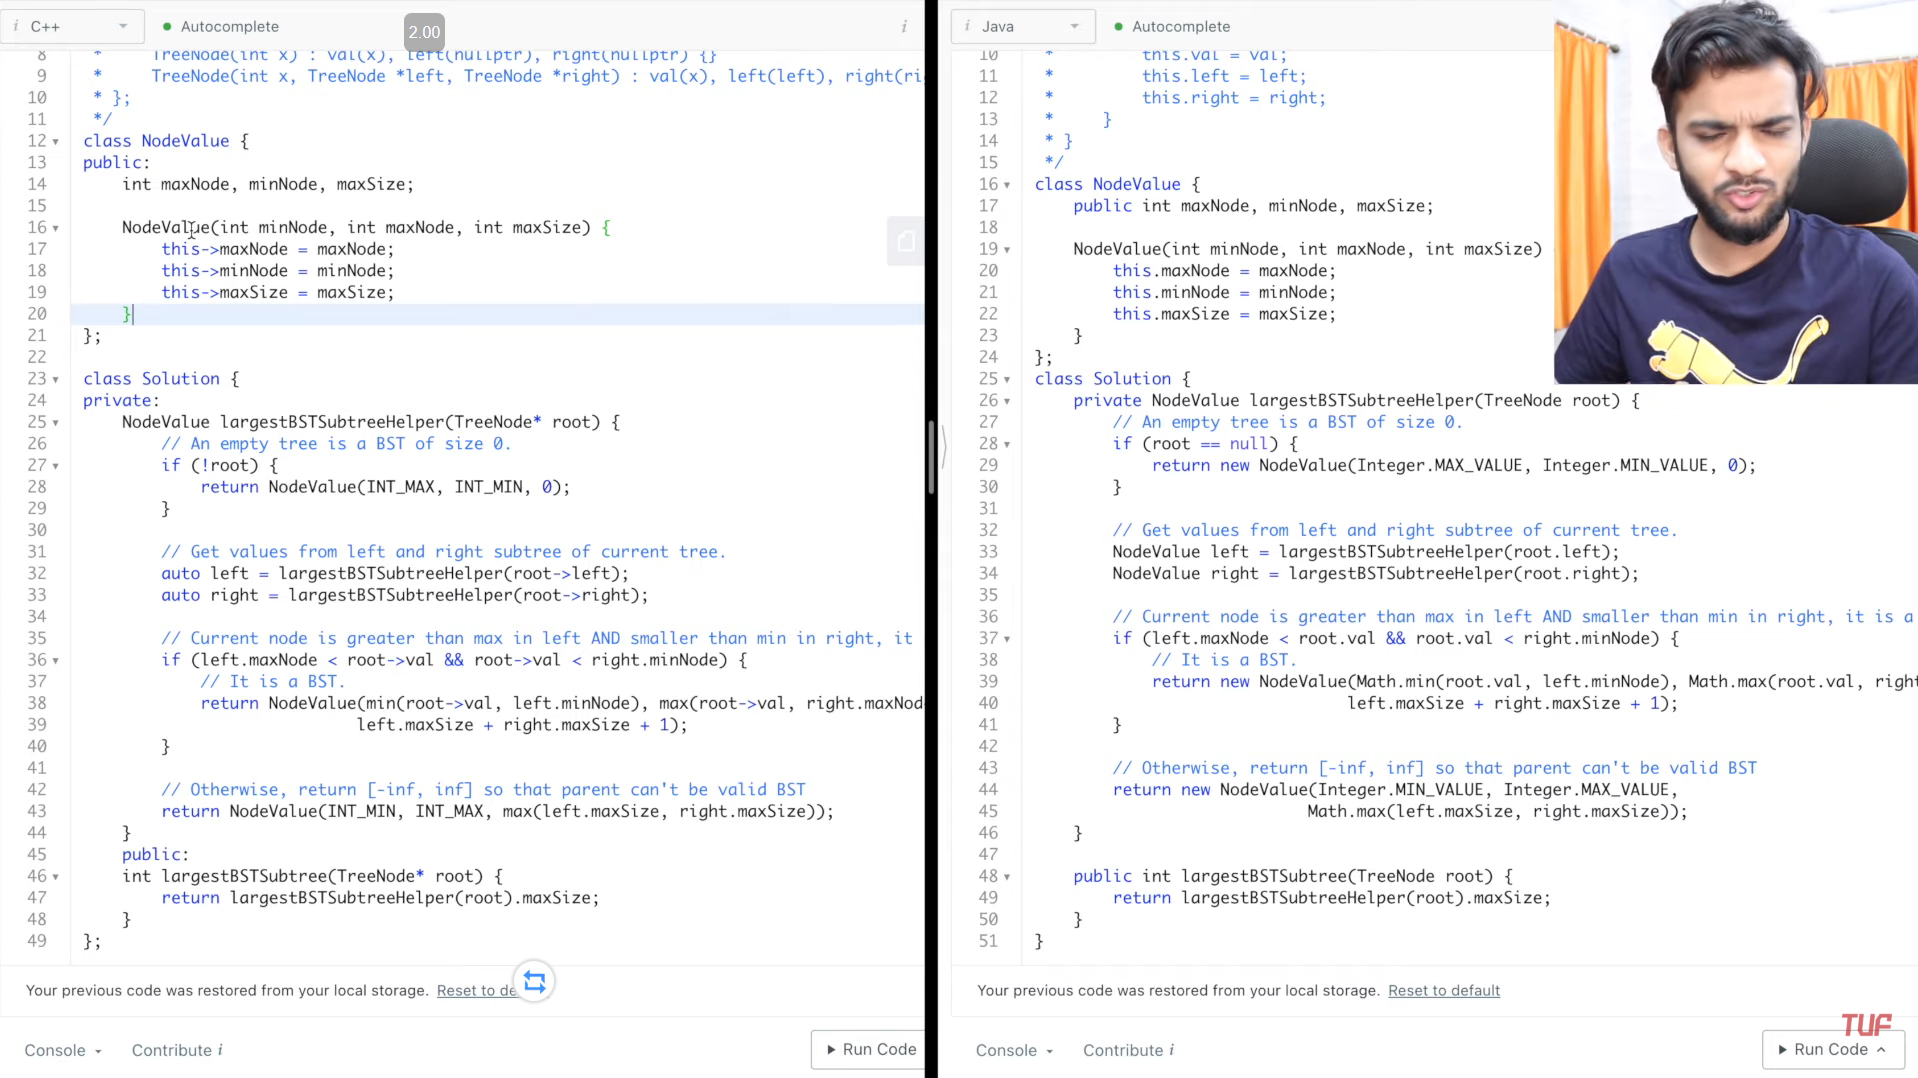 i C++ Autocomplete 2.00 i
8 * TreeNode(int x) : val(x), left(nullptr), right(nullptr) {}
9 * TreeNode(int x, TreeNode *left, TreeNode *right) : val(x), left(left), right(ri
10 * };
11 */
12 class NodeValue {
13 public:
14 int maxNode, minNode, maxSize;
15
16 NodeValue(int minNode, int maxNode, int maxSize) {
17 this->maxNode = maxNode;
18 this->minNode = minNode;
19 this->maxSize = maxSize;
20 }
21 };
22
23 class Solution {
24 private:
25 NodeValue largestBSTSubtreeHelper(TreeNode* root) {
26 // An empty tree is a BST of size 0.
27 if (!root) {
28 return NodeValue(INT_MAX, INT_MIN, 0);
29 }
30
31 // Get values from left and right subtree of current tree.
32 auto left = largestBSTSubtreeHelper(root->left);
33 auto right = largestBSTSubtreeHelper(root->right);
34
35 // Current node is greater than max in left AND smaller than min in right, it
36 if (left.maxNode < root->val && root->val < right.minNode) {
37 // It is a BST.
38 return NodeValue(min(root->val, left.minNode), max(root->val, right.maxNod
39 left.maxSize + right.maxSize + 1);
40 }
41
42 // Otherwise, return [-inf, inf] so that parent can't be valid BST
43 return NodeValue(INT_MIN, INT_MAX, max(left.maxSize, right.maxSize));
44 }
45 public:
46 int largestBSTSubtree(TreeNode* root) {
47 return largestBSTSubtreeHelper(root).maxSize;
48 }
49 };
Your previous code was restored from your local storage. Reset to de
Console Contribute i Run Code
i Java Autocomplete
10 * this.val = val;
11 * this.left = left;
12 * this.right = right;
13 * }
14 * }
15 */
16 class NodeValue {
17 public int maxNode, minNode, maxSize;
18
19 NodeValue(int minNode, int maxNode, int maxSize)
20 this.maxNode = maxNode;
21 this.minNode = minNode;
22 this.maxSize = maxSize;
23 }
24 };
25 class Solution {
26 private NodeValue largestBSTSubtreeHelper(TreeNode root) {
27 // An empty tree is a BST of size 0.
28 if (root == null) {
29 return new NodeValue(Integer.MAX_VALUE, Integer.MIN_VALUE, 0);
30 }
31
32 // Get values from left and right subtree of current tree.
33 NodeValue left = largestBSTSubtreeHelper(root.left);
34 NodeValue right = largestBSTSubtreeHelper(root.right);
35
36 // Current node is greater than max in left AND smaller than min in right, it is a
37 if (left.maxNode < root.val && root.val < right.minNode) {
38 // It is a BST.
39 return new NodeValue(Math.min(root.val, left.minNode), Math.max(root.val, right
40 left.maxSize + right.maxSize + 1);
41 }
42
43 // Otherwise, return [-inf, inf] so that parent can't be valid BST
44 return new NodeValue(Integer.MIN_VALUE, Integer.MAX_VALUE,
45 Math.max(left.maxSize, right.maxSize));
46 }
47
48 public int largestBSTSubtree(TreeNode root) {
49 return largestBSTSubtreeHelper(root).maxSize;
50 }
51 }
Your previous code was restored from your local storage. Reset to default
TUF
Console Contribute i Run Code